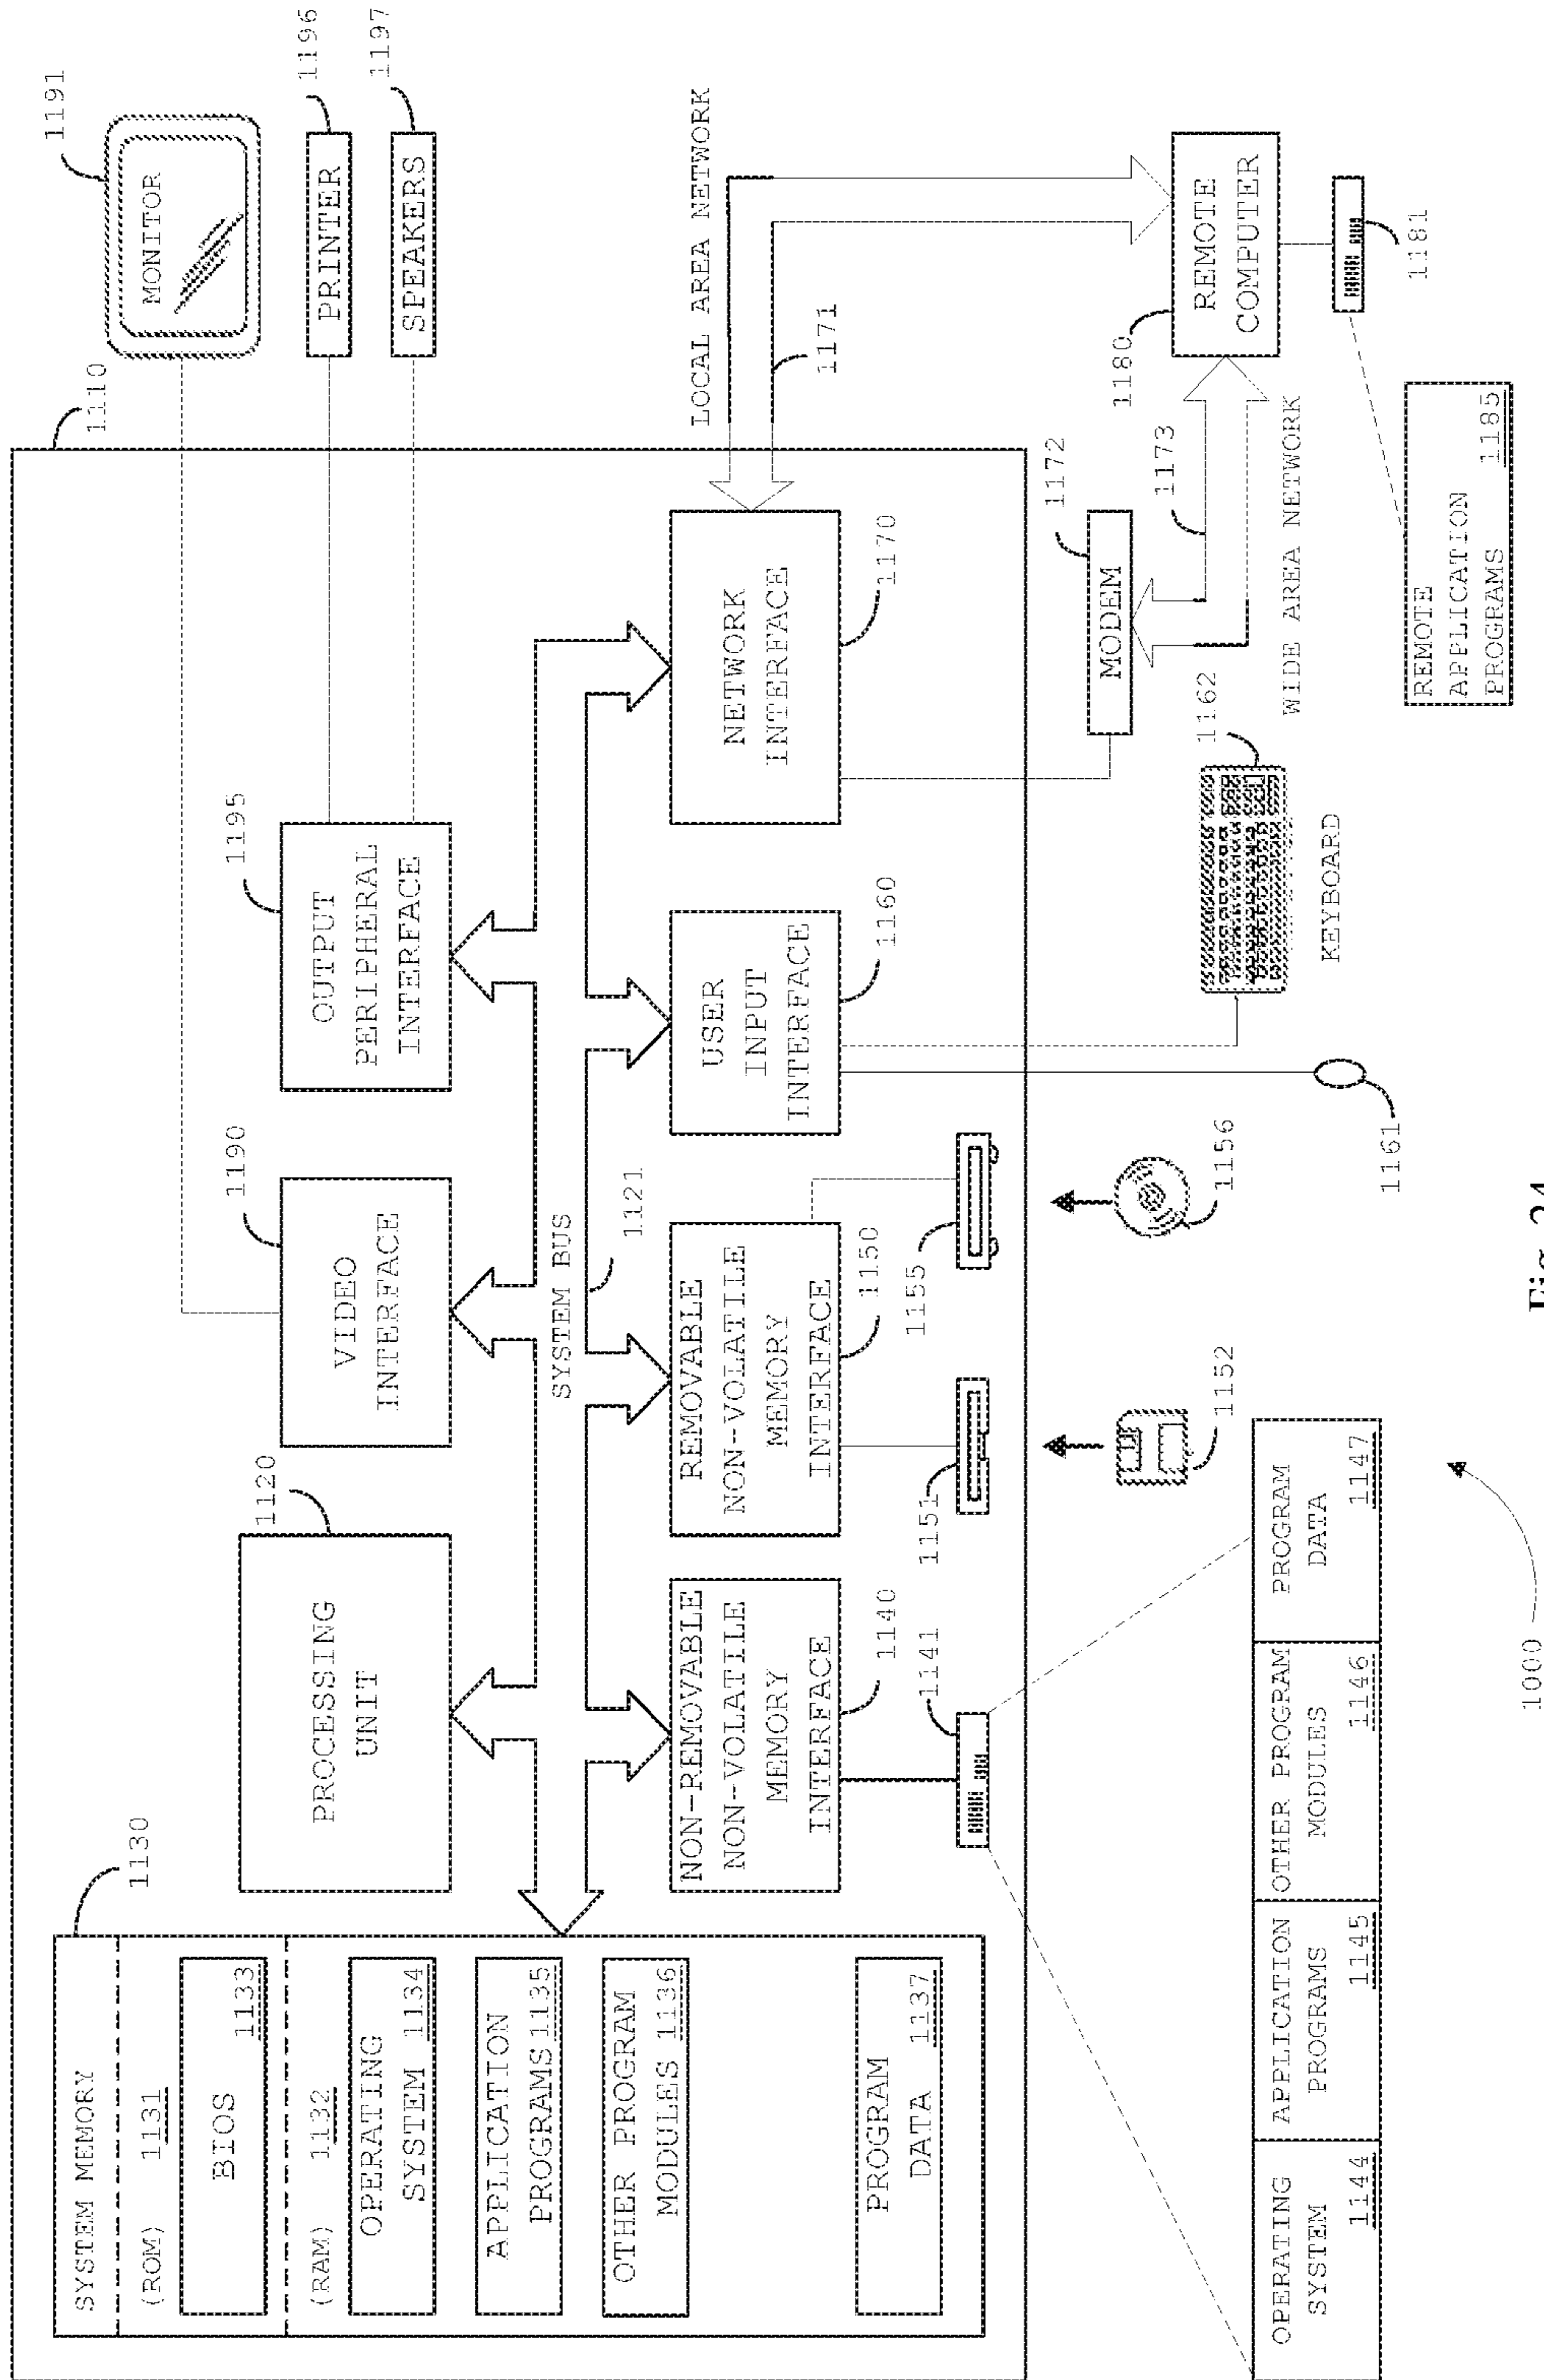 1191
MONITOR
1196
PRINTER
1197
SPEAKERS
1110
SYSTEM MEMORY
1130
(ROM) 1131
BIOS
1133
(RAM) 1132
OPERATING
SYSTEM 1134
APPLICATION
PROGRAMS 1135
OTHER PROGRAM
MODULES 1136
PROGRAM
DATA 1137
1120
PROCESSING
UNIT
1190
VIDEO
INTERFACE
1195
OUTPUT
PERIPHERAL
INTERFACE
SYSTEM BUS
1121
NON-REMOVABLE
NON-VOLATILE
MEMORY
INTERFACE
1140
REMOVABLE
NON-VOLATILE
MEMORY
INTERFACE
1150
USER
INPUT
INTERFACE
1160
NETWORK
INTERFACE
1170
LOCAL AREA NETWORK
1171
1141
1151
1155
1152
1156
1161
1162
KEYBOARD
1172
MODEM
1173
WIDE AREA NETWORK
1180
REMOTE
COMPUTER
1181
REMOTE
APPLICATION
PROGRAMS 1185
OPERATING
SYSTEM
1144
APPLICATION
PROGRAMS
1145
OTHER PROGRAM
MODULES
1146
PROGRAM
DATA
1147
1000
Fig. 24